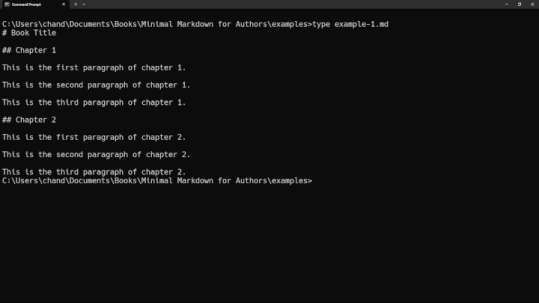 Command Prompt
C:\Users\chand\Documents\Books\Minimal Markdown for Authors\examples>type example-1.md
# Book Title
## Chapter 1
This is the first paragraph of chapter 1.
This is the second paragraph of chapter 1.
This is the third paragraph of chapter 1.
## Chapter 2
This is the first paragraph of chapter 2.
This is the second paragraph of chapter 2.
This is the third paragraph of chapter 2.
C:\Users\chand\Documents\Books\Minimal Markdown for Authors\examples>